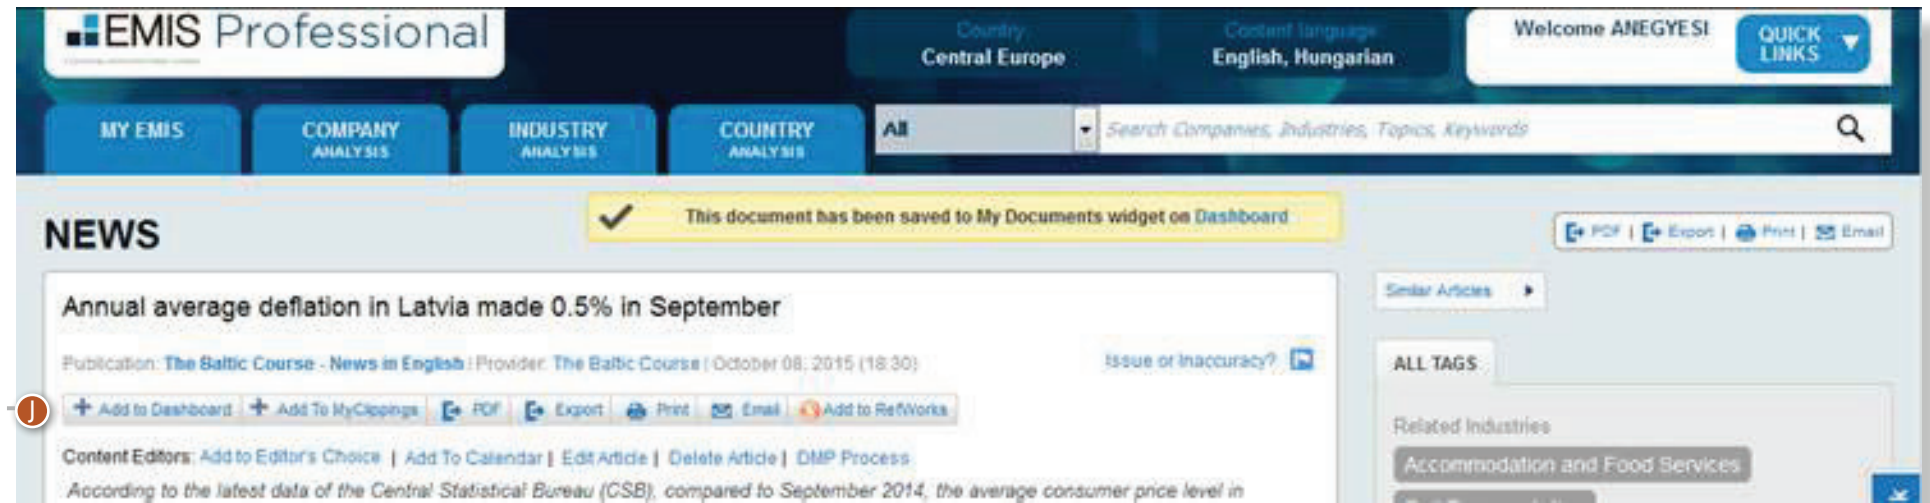 EMIS Professional
Country
Central Europe
Content language
English, Hungarian
Welcome ANEGYESI
QUICK LINKS
MY EMIS
COMPANY ANALYSIS
INDUSTRY ANALYSIS
COUNTRY ANALYSIS
All
Search Companies, Industries, Topics, Keywords
NEWS
This document has been saved to My Documents widget on Dashboard
PDF | Export | Print | Email
Annual average deflation in Latvia made 0.5% in September
Similar Articles
Publication: The Baltic Course - News in English | Provider: The Baltic Course | October 08, 2015 (18:30)
Issue or Inaccuracy?
ALL TAGS
J
Add to Dashboard Add To MyClippings PDF Export Print Email Add to RefWorks
Related Industries
Content Editors: Add to Editor's Choice | Add To Calendar | Edit Article | Delete Article | DMP Process
Accommodation and Food Services
According to the latest data of the Central Statistical Bureau (CSB), compared to September 2014, the average consumer price level in